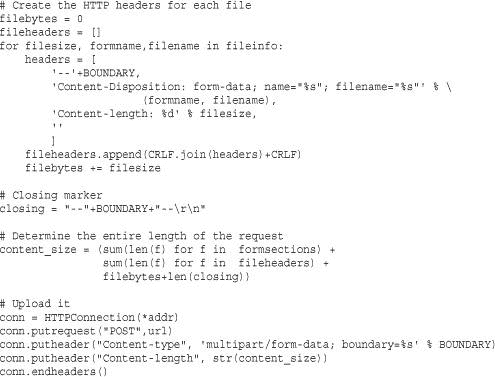 # Create the HTTP headers for each file
filebytes = 0
fileheaders = []
for filesize, formname,filename in fileinfo:
    headers = [
        '--'+BOUNDARY,
        'Content-Disposition: form-data; name="%s"; filename="%s"' % \
                      (formname, filename),
        'Content-length: %d' % filesize,
        ''
        ]
    fileheaders.append(CRLF.join(headers)+CRLF)
    filebytes += filesize

# Closing marker
closing = "--"+BOUNDARY+"--\r\n"

# Determine the entire length of the request
content_size = (sum(len(f) for f in  formsections) +
                sum(len(f) for f in  fileheaders) +
                filebytes+len(closing))

# Upload it
conn = HTTPConnection(*addr)
conn.putrequest("POST",url)
conn.putheader("Content-type", 'multipart/form-data; boundary=%s' % BOUNDARY)
conn.putheader("Content-length", str(content_size))
conn.endheaders()